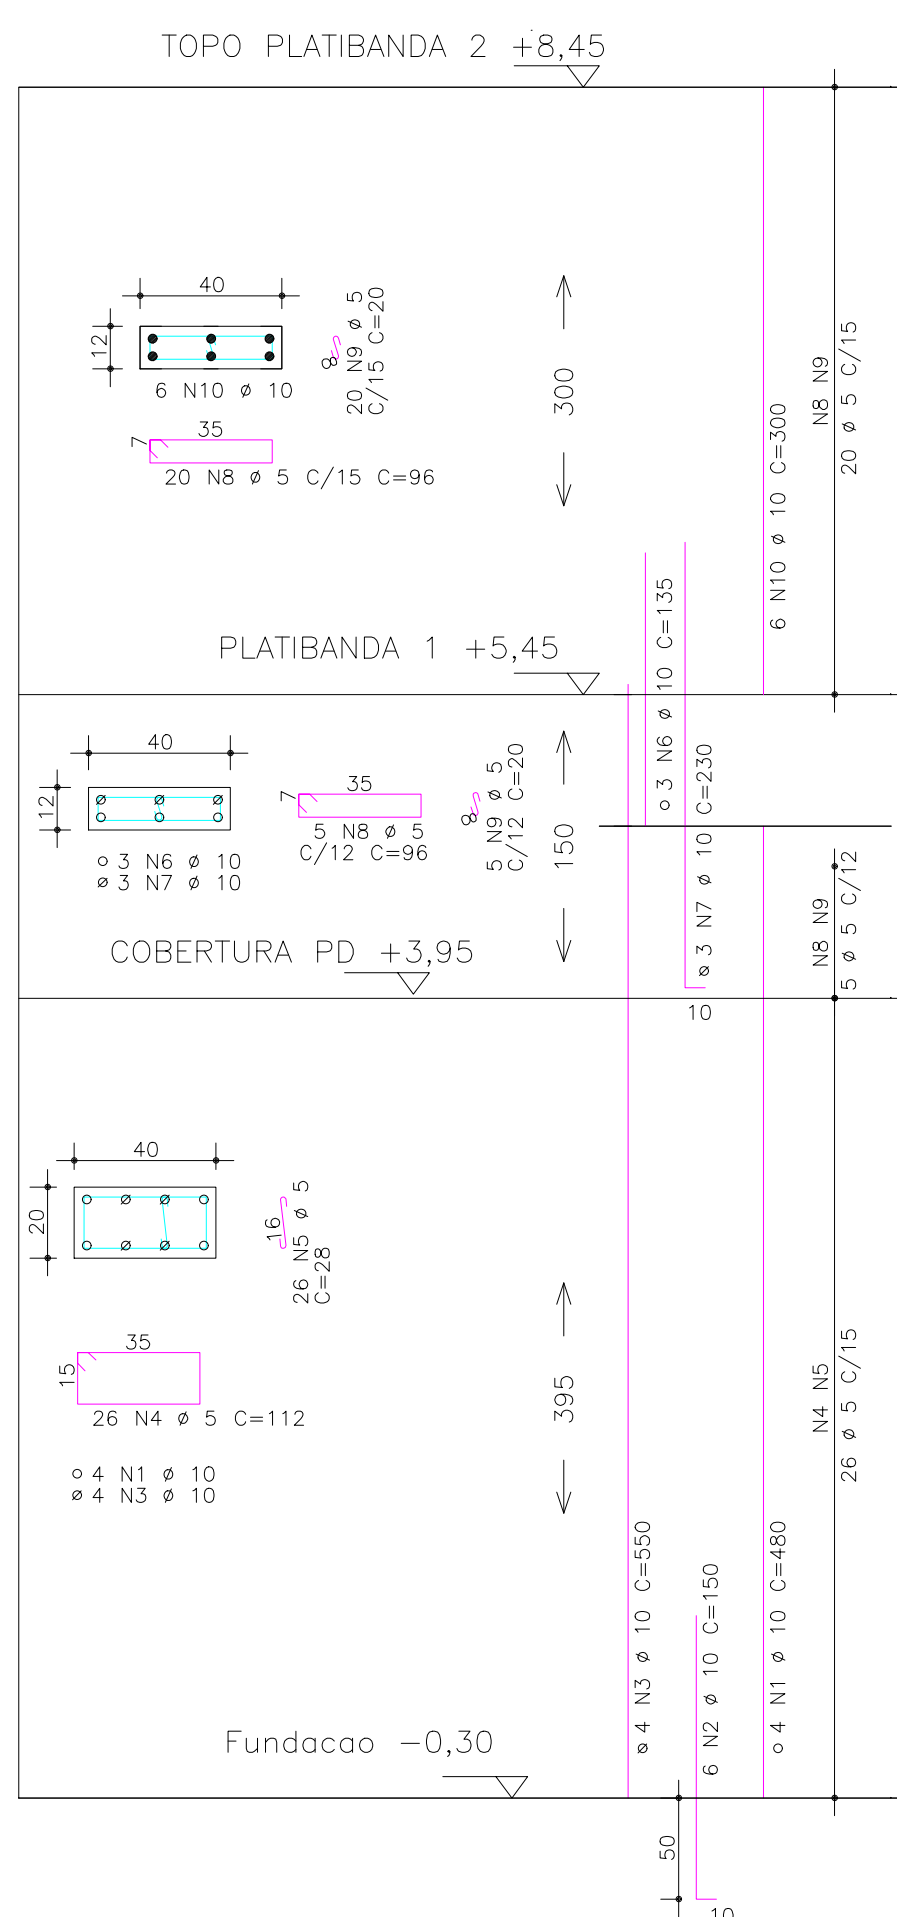 TOPO PLATIBANDA 2 +8,45
40
12
6 N10 ø 10
8
20 N9 ø 5
C/15 C=20
35
7
20 N8 ø 5 C/15 C=96
300
6 N10 ø 10 C=300
N8 N9
20 ø 5 C/15
PLATIBANDA 1 +5,45
3 N6 ø 10 C=135
40
12
3 N6 ø 10
ø 3 N7 ø 10
35
7
5 N8 ø 5
C/12 C=96
8
5 N9 ø 5
C/12 C=20
150
ø 3 N7 ø 10 C=230
10
N8 N9
5 ø 5 C/12
COBERTURA PD +3,95
40
20
16
26 N5 ø 5
C=28
35
15
26 N4 ø 5 C=112
4 N1 ø 10
ø 4 N3 ø 10
395
N4 N5
26 ø 5 C/15
ø 4 N3 ø 10 C=550
6 N2 ø 10 C=150
4 N1 ø 10 C=480
Fundacao -0,30
50
10